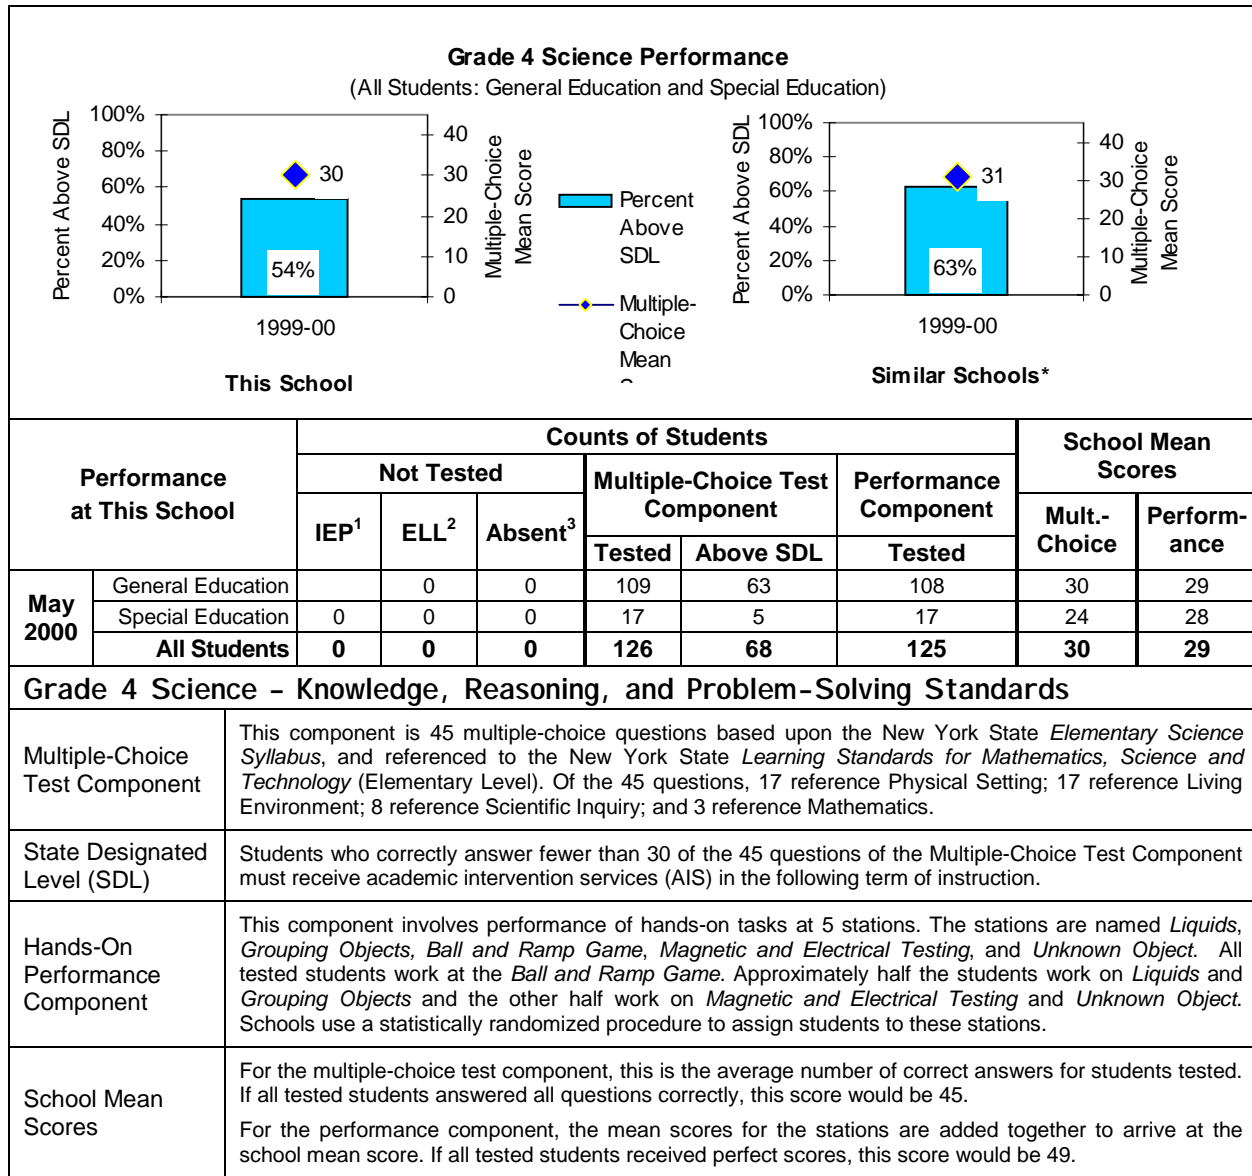 Grade 4 Science Performance
(All Students: General Education and Special Education)
Percent Above SDL
100%
80%
60%
40%
20%
0%
30
54%
40
30
20
10
0
Multiple-Choice
Mean Score
1999-00
This School
Percent
Above
SDL
Multiple-
Choice
Mean
Percent Above SDL
100%
80%
60%
40%
20%
0%
31
63%
40
30
20
10
0
Multiple-Choice
Mean Score
1999-00
Similar Schools*
Performance
at This School
Counts of Students
School Mean
Scores
Not Tested
Multiple-Choice Test
Component
Performance
Component
IEP1 ELL2 Absent3
Mult.-
Choice
Perform-
ance
Tested Above SDL Tested
May
2000
General Education 0 0 109 63 108 30 29
Special Education 0 0 0 17 5 17 24 28
All Students 0 0 0 126 68 125 30 29
Grade 4 Science – Knowledge, Reasoning, and Problem-Solving Standards
Multiple-Choice
Test Component
This component is 45 multiple-choice questions based upon the New York State Elementary Science
Syllabus, and referenced to the New York State Learning Standards for Mathematics, Science and
Technology (Elementary Level). Of the 45 questions, 17 reference Physical Setting; 17 reference Living
Environment; 8 reference Scientific Inquiry; and 3 reference Mathematics.
State Designated
Level (SDL)
Students who correctly answer fewer than 30 of the 45 questions of the Multiple-Choice Test Component
must receive academic intervention services (AIS) in the following term of instruction.
Hands-On
Performance
Component
This component involves performance of hands-on tasks at 5 stations. The stations are named Liquids,
Grouping Objects, Ball and Ramp Game, Magnetic and Electrical Testing, and Unknown Object. All
tested students work at the Ball and Ramp Game. Approximately half the students work on Liquids and
Grouping Objects and the other half work on Magnetic and Electrical Testing and Unknown Object.
Schools use a statistically randomized procedure to assign students to these stations.
School Mean
Scores
For the multiple-choice test component, this is the average number of correct answers for students tested.
If all tested students answered all questions correctly, this score would be 45.
For the performance component, the mean scores for the stations are added together to arrive at the
school mean score. If all tested students received perfect scores, this score would be 49.